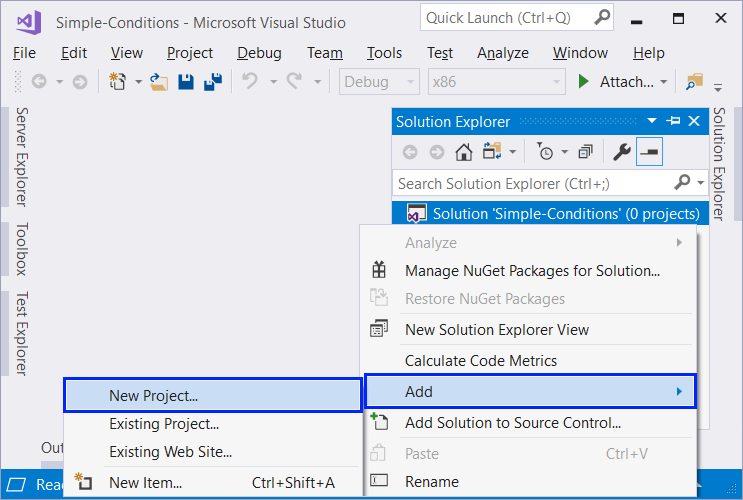 Simple-Conditions - Microsoft Visual Studio
Quick Launch (Ctrl+Q)
File Edit View Project Debug Team Tools Test Analyze Window Help
Debug x86 Attach...
Server Explorer
Toolbox
Test Explorer
Solution Explorer
Search Solution Explorer (Ctrl+;)
Solution 'Simple-Conditions' (0 projects)
Solution Explorer
Analyze
Manage NuGet Packages for Solution...
Restore NuGet Packages
New Solution Explorer View
Calculate Code Metrics
Add
Add Solution to Source Control...
Paste Ctrl+V
Rename
New Project...
Existing Project...
Existing Web Site...
New Item... Ctrl+Shift+A
Out
Rea